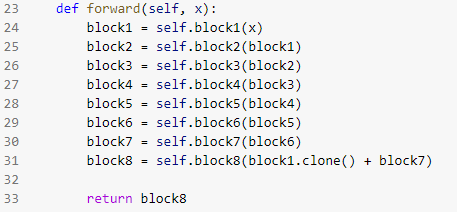 23    def forward(self, x):
24        block1 = self.block1(x)
25        block2 = self.block2(block1)
26        block3 = self.block3(block2)
27        block4 = self.block4(block3)
28        block5 = self.block5(block4)
29        block6 = self.block6(block5)
30        block7 = self.block7(block6)
31        block8 = self.block8(block1.clone() + block7)
32
33        return block8